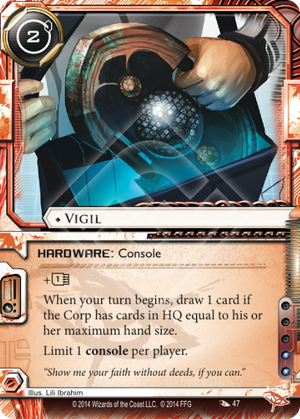 2
♦ VIGIL
HARDWARE: Console
+1
When your turn begins, draw 1 card if
the Corp has cards in HQ equal to his or
her maximum hand size.
Limit 1 console per player.
"Show me your faith without deeds, if you can."
Illus. Lili Ibrahim
© 2014 Wizards of the Coast LLC. © 2014 FFG 47